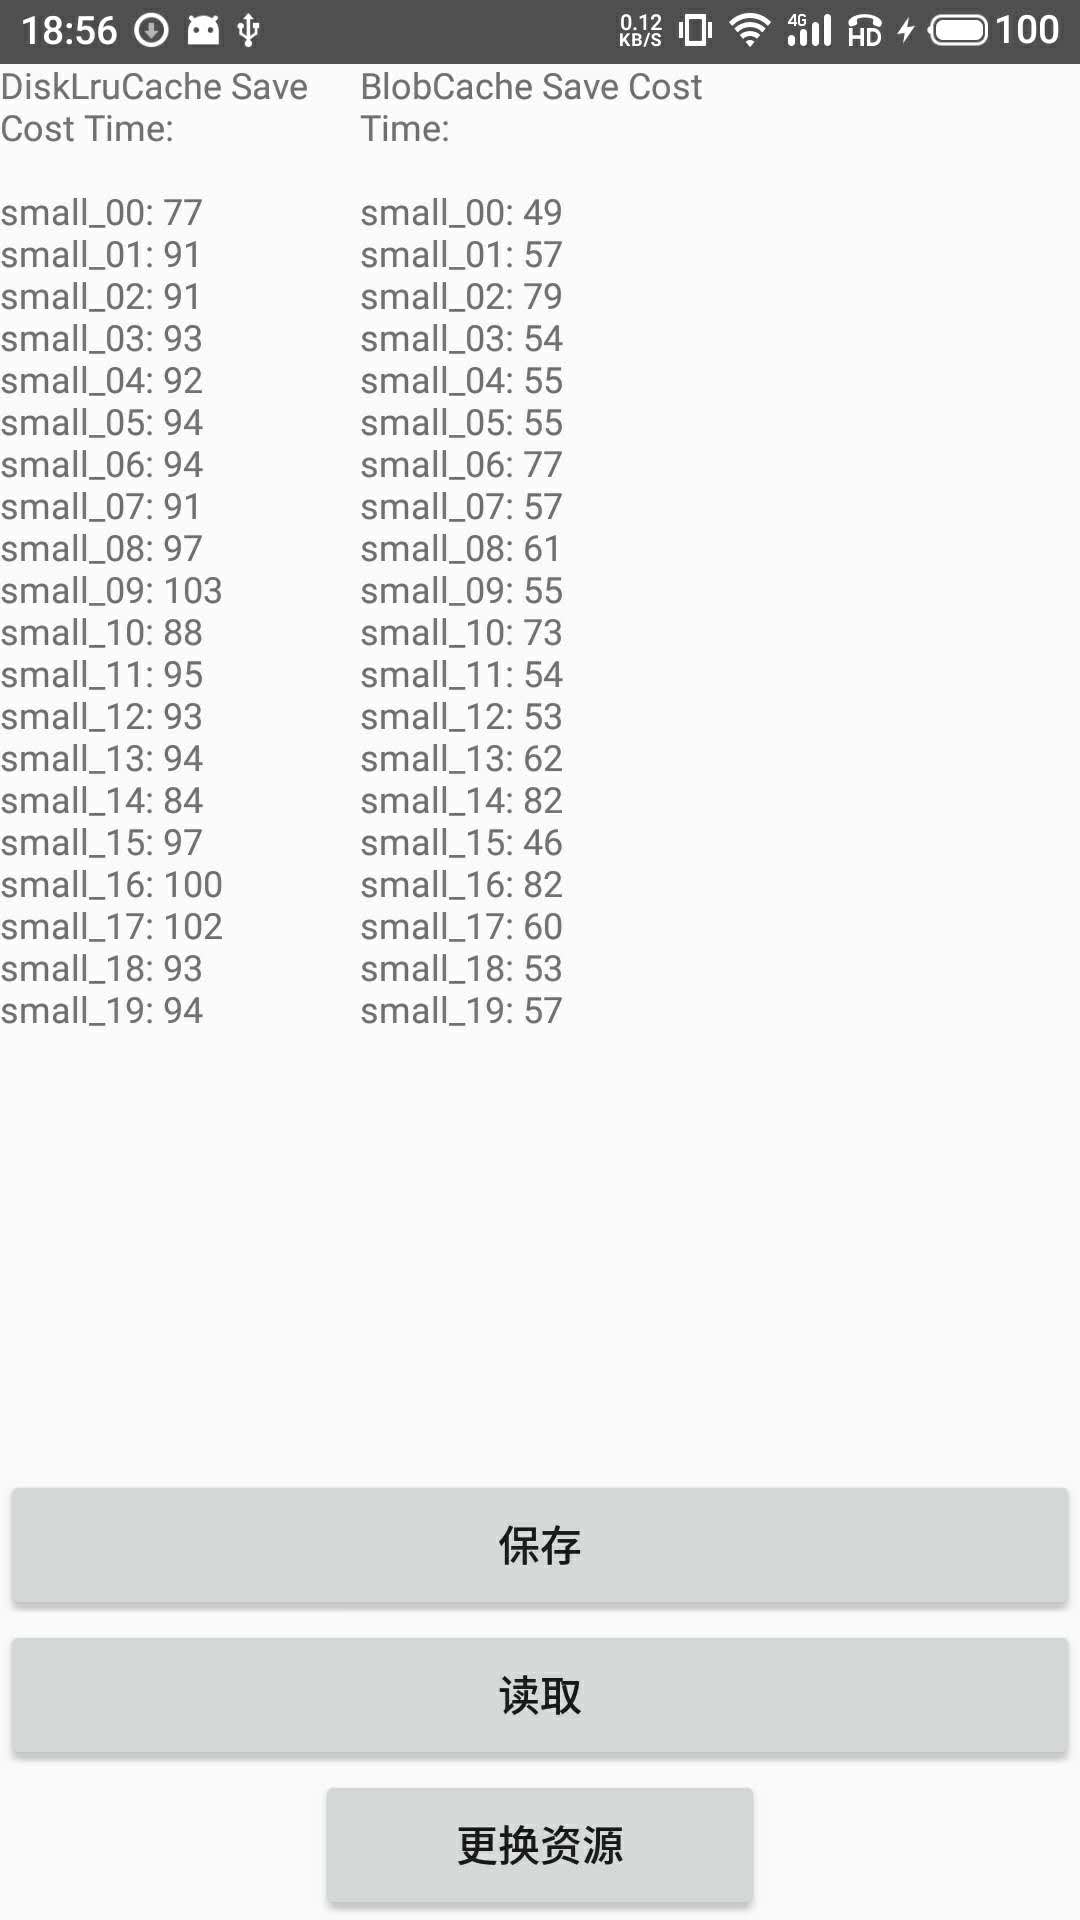 18:56 0.12 KB/S 4G HD 100
DiskLruCache Save
Cost Time:
small_00: 77
small_01: 91
small_02: 91
small_03: 93
small_04: 92
small_05: 94
small_06: 94
small_07: 91
small_08: 97
small_09: 103
small_10: 88
small_11: 95
small_12: 93
small_13: 94
small_14: 84
small_15: 97
small_16: 100
small_17: 102
small_18: 93
small_19: 94
BlobCache Save Cost
Time:
small_00: 49
small_01: 57
small_02: 79
small_03: 54
small_04: 55
small_05: 55
small_06: 77
small_07: 57
small_08: 61
small_09: 55
small_10: 73
small_11: 54
small_12: 53
small_13: 62
small_14: 82
small_15: 46
small_16: 82
small_17: 60
small_18: 53
small_19: 57
保存
读取
更换资源